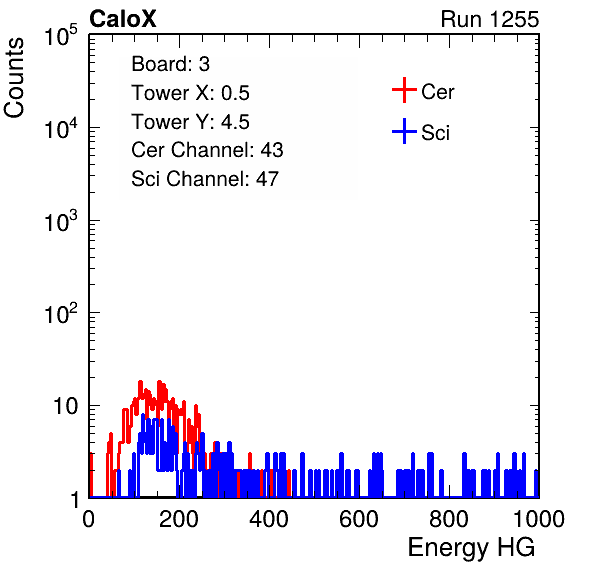 CaloX Run 1255
Counts
10^5
10^4
10^3
10^2
10
1
Board: 3
Tower X: 0.5
Tower Y: 4.5
Cer Channel: 43
Sci Channel: 47
Cer
Sci
0 200 400 600 800 1000
Energy HG